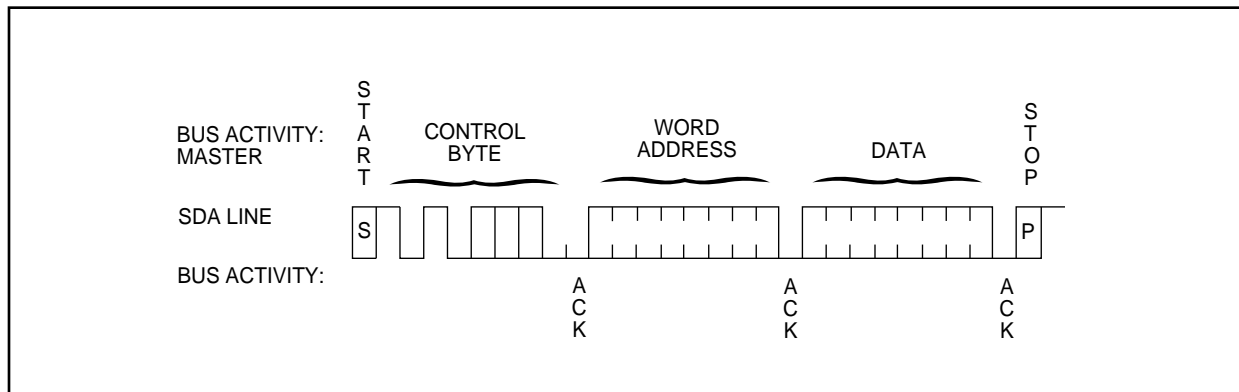 START
STOP
BUS ACTIVITY:
MASTER
CONTROL
BYTE
WORD
ADDRESS
DATA
SDA LINE
S
P
BUS ACTIVITY:
ACK
ACK
ACK